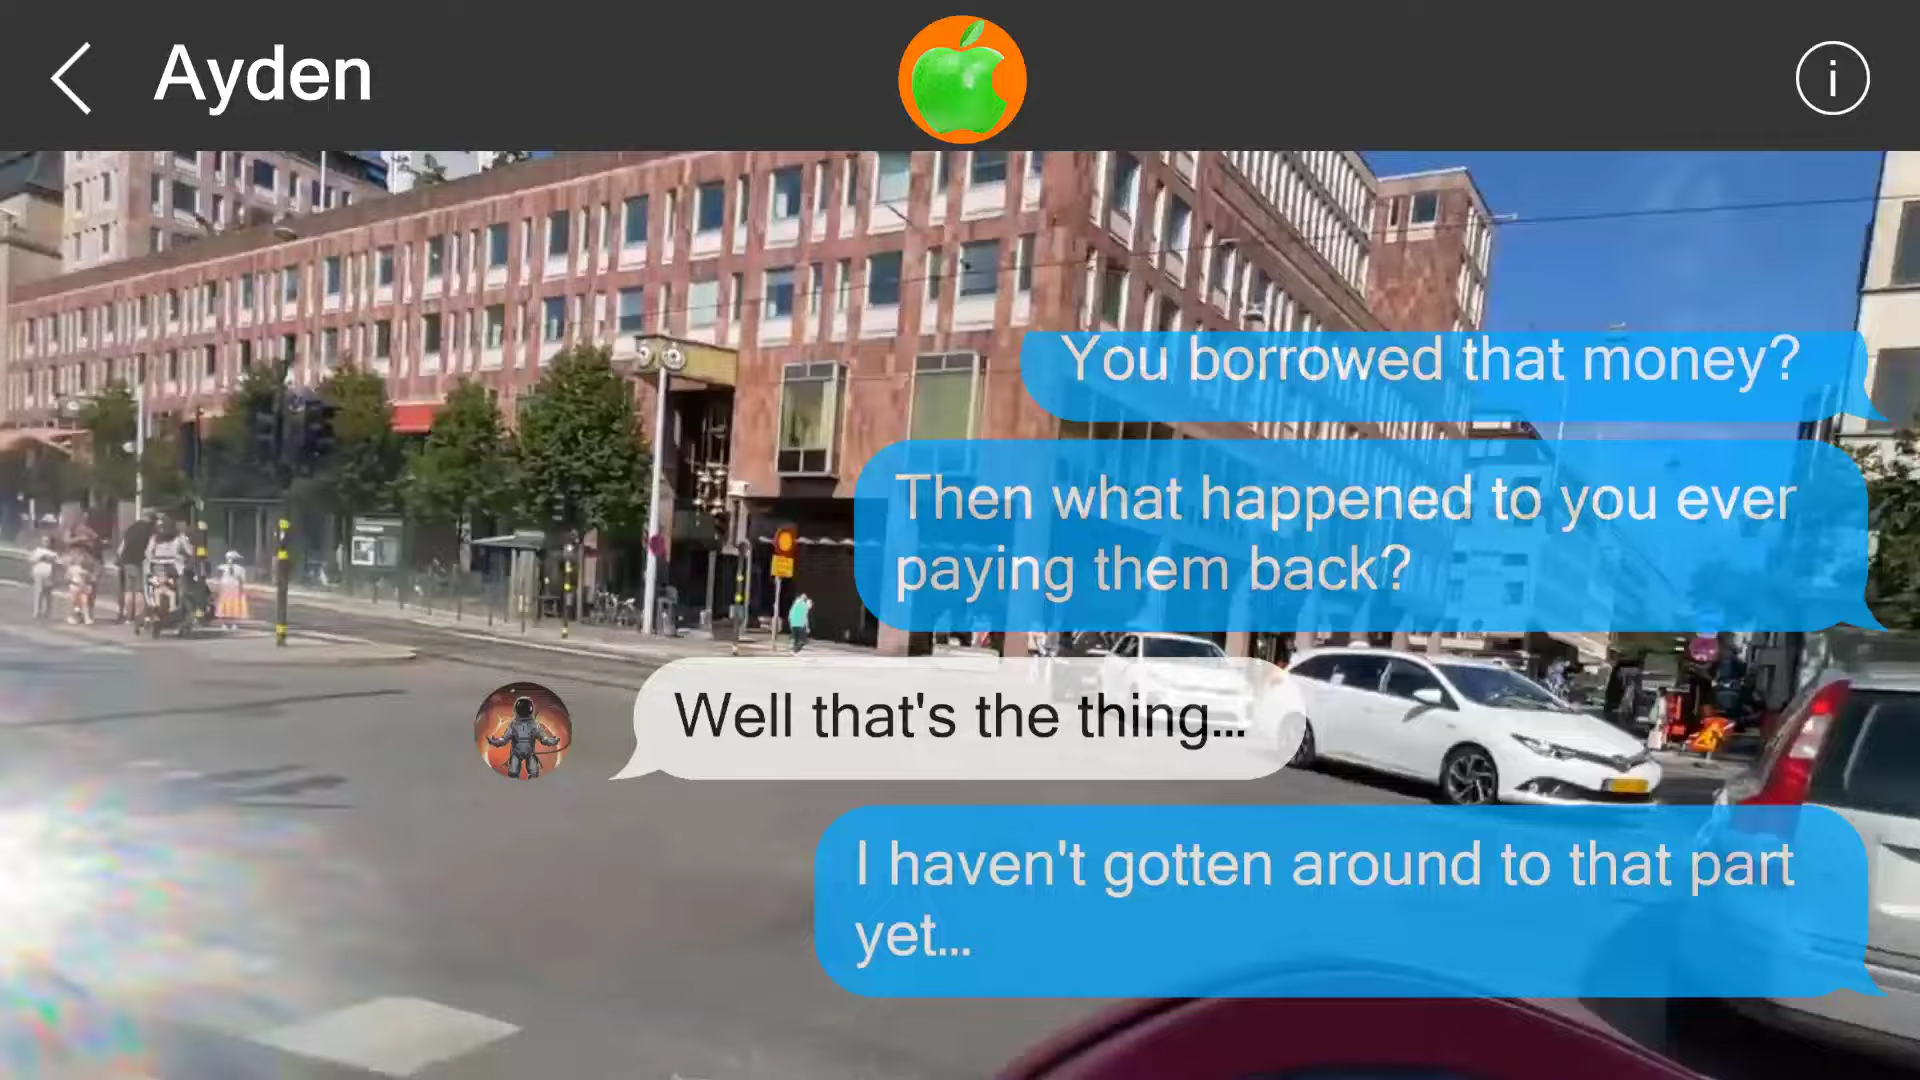 Ayden
You borrowed that money?
Then what happened to you ever
paying them back?
Well that's the thing...
I haven't gotten around to that part
yet...